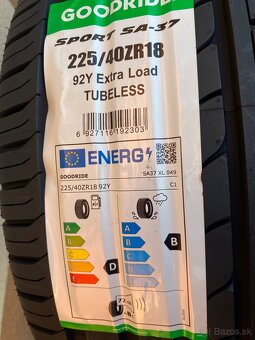 GOODRIDE
SPORT SA-37
225/40ZR18
92Y Extra Load
TUBELESS
6 927116 192303
ENERG
GOODRIDE
SA37 XL 049
225/40ZR18 92Y
C1
A
B
C
D
E
D
A
B
C
D
E
B
72
bazos.sk